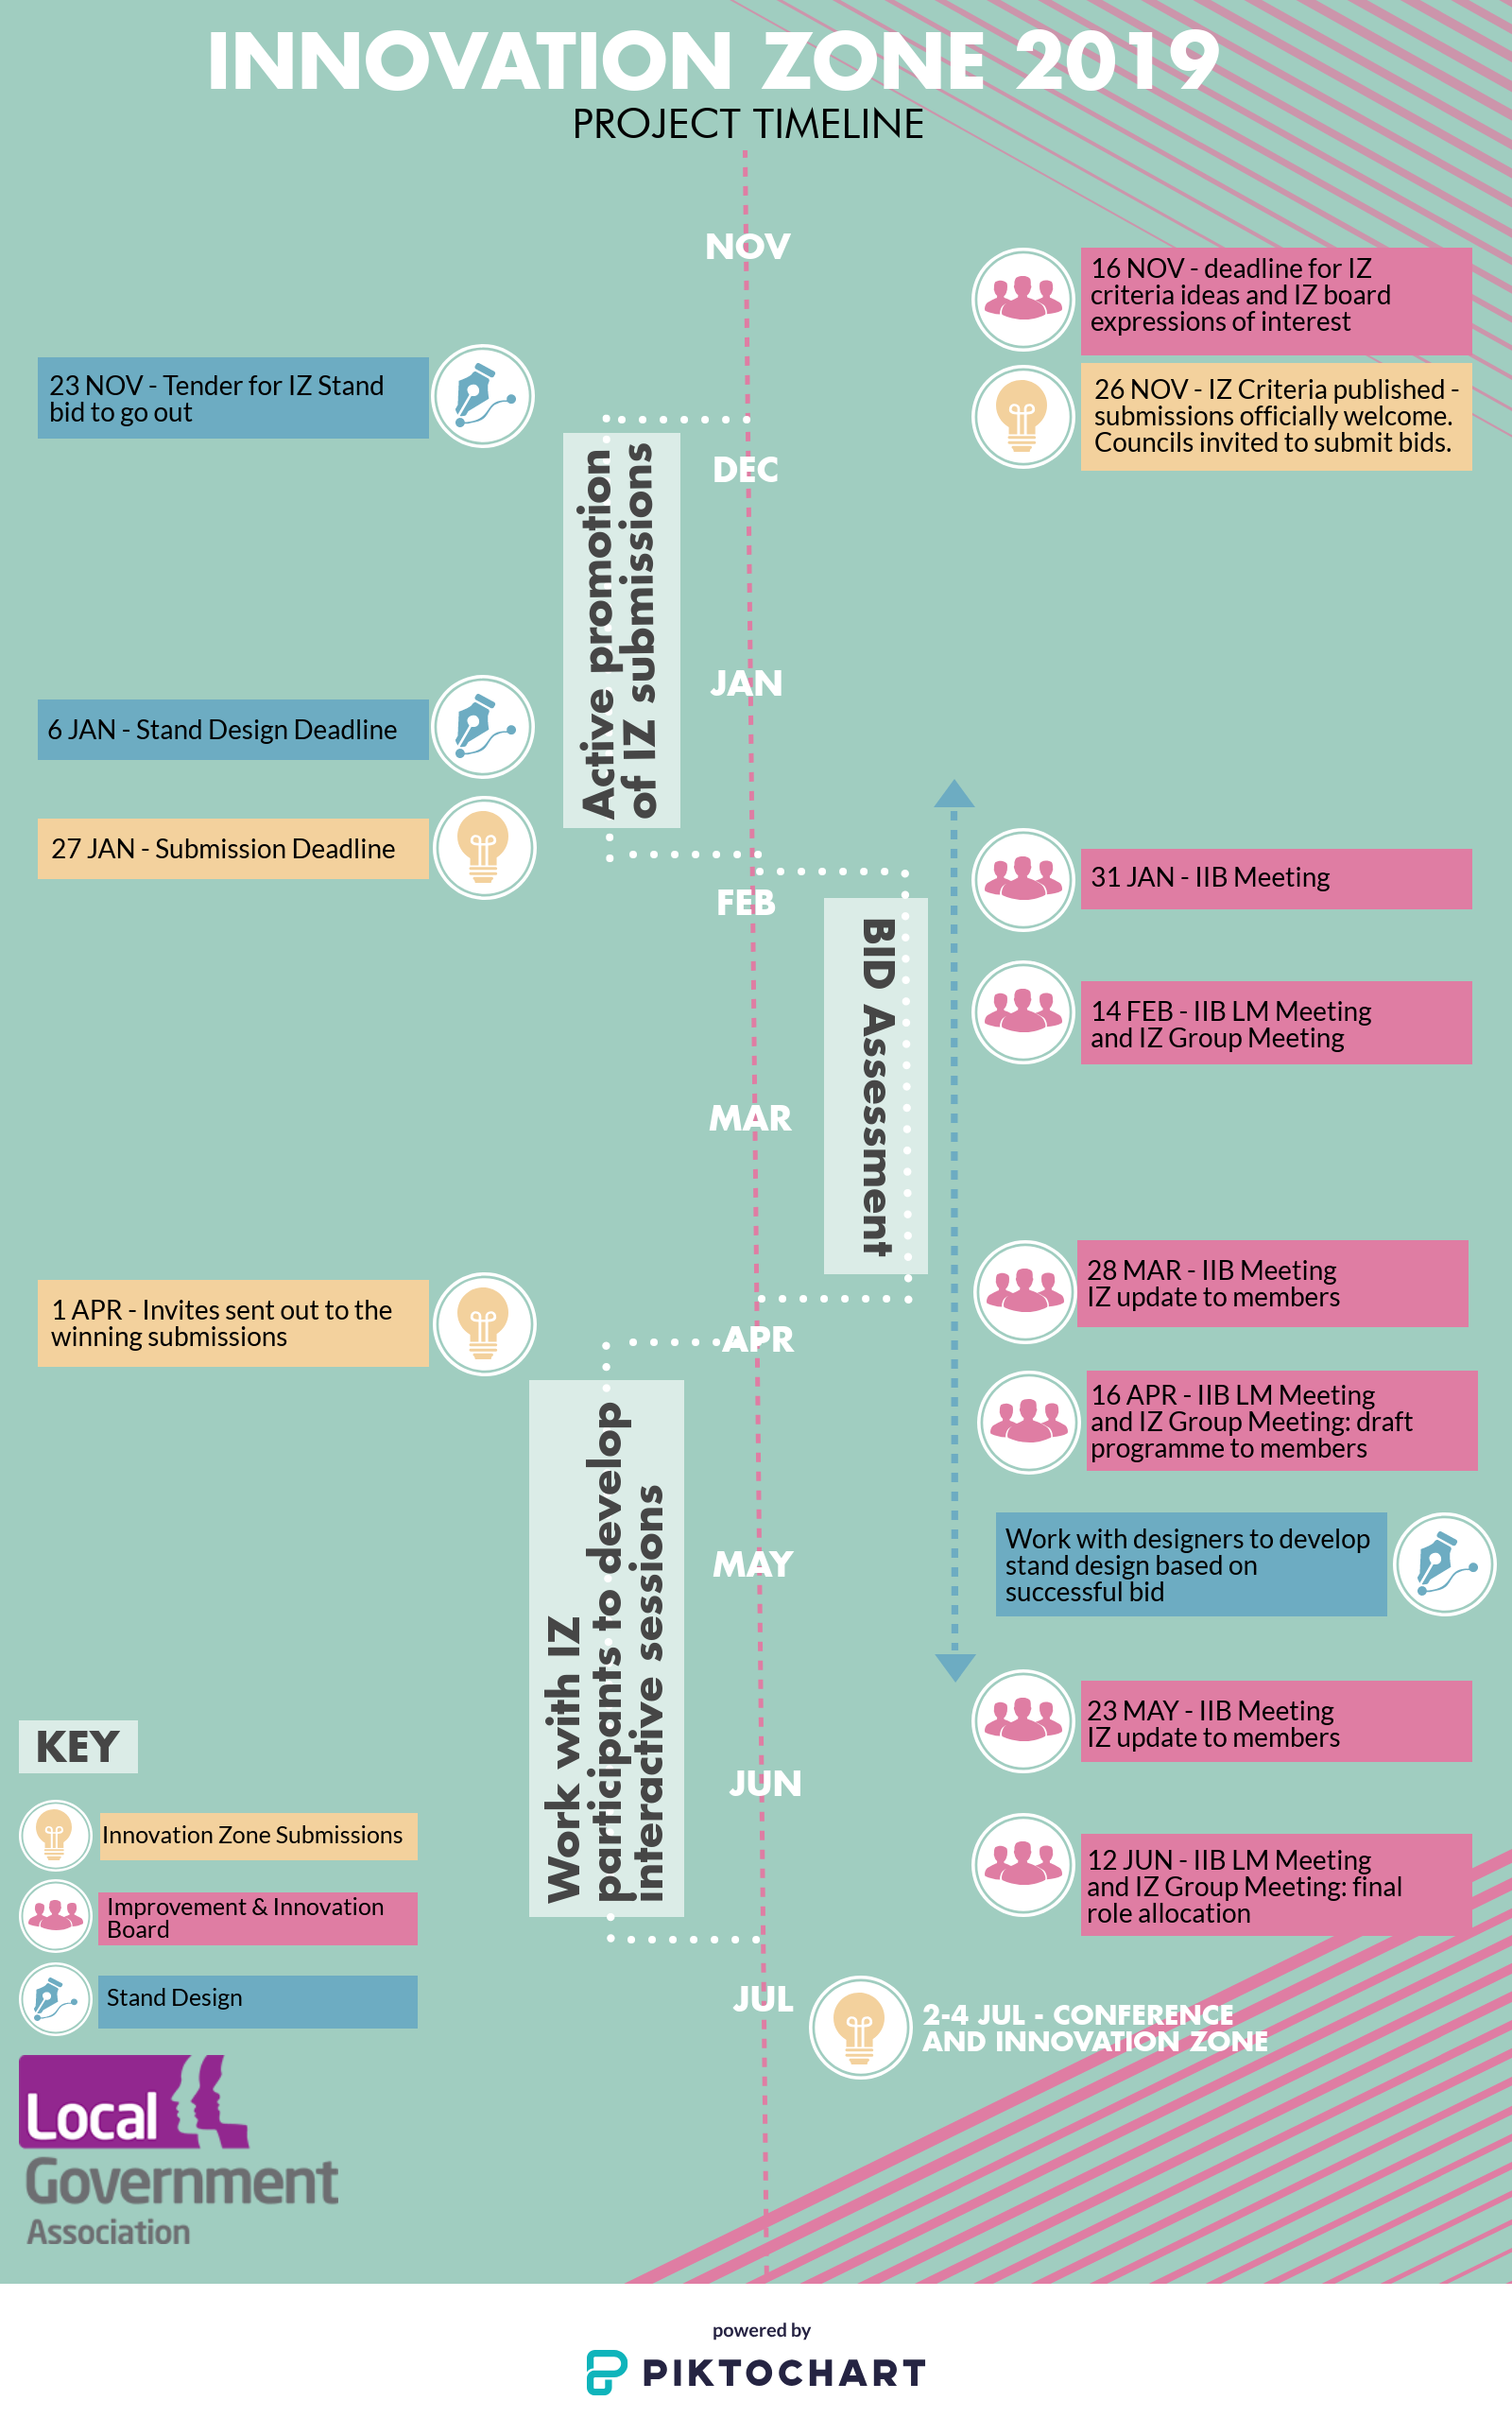 INNOVATION ZONE 2019
PROJECT TIMELINE
NOV
16 NOV - deadline for IZ
criteria ideas and IZ board
expressions of interest
23 NOV - Tender for IZ Stand
bid to go out
26 NOV - IZ Criteria published -
submissions officially welcome.
Councils invited to submit bids.
Active promotion
of IZ submissions
DEC
JAN
6 JAN - Stand Design Deadline
27 JAN - Submission Deadline
31 JAN - IIB Meeting
FEB
BID Assessment
14 FEB - IIB LM Meeting
and IZ Group Meeting
MAR
28 MAR - IIB Meeting
IZ update to members
1 APR - Invites sent out to the
winning submissions
APR
16 APR - IIB LM Meeting
and IZ Group Meeting: draft
programme to members
Work with IZ
participants to develop
interactive sessions
MAY
Work with designers to develop
stand design based on
successful bid
23 MAY - IIB Meeting
IZ update to members
JUN
12 JUN - IIB LM Meeting
and IZ Group Meeting: final
role allocation
JUL
2-4 JUL - CONFERENCE
AND INNOVATION ZONE
KEY
Innovation Zone Submissions
Improvement & Innovation
Board
Stand Design
Local
Government
Association
powered by
PIKTOCHART